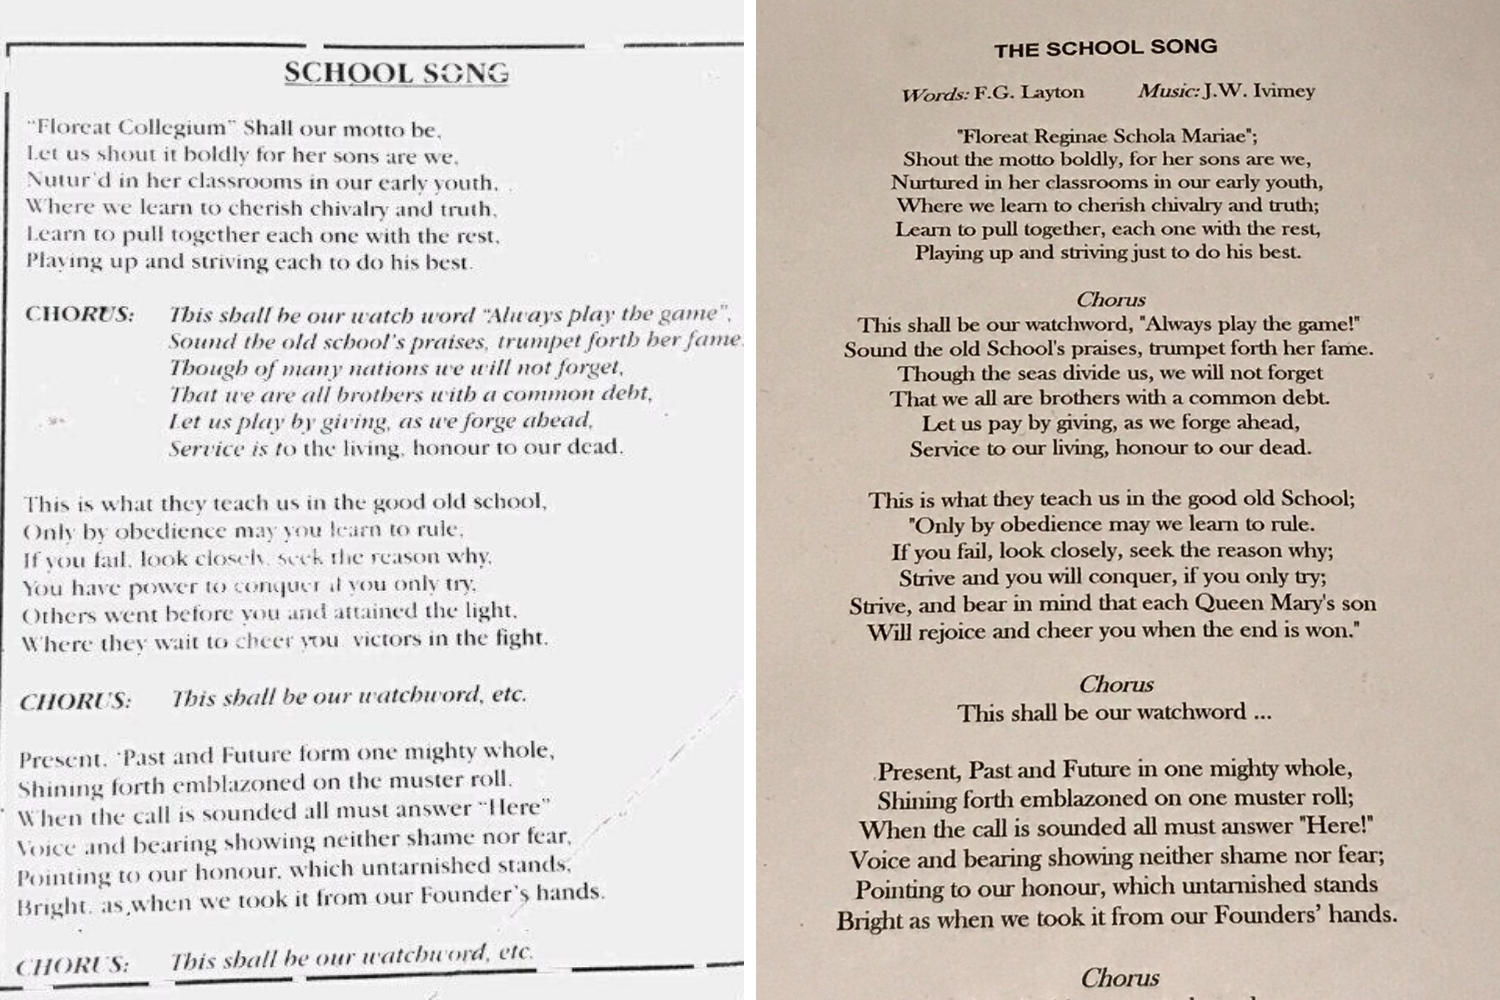 SCHOOL SONG
"Floreat Collegium" Shall our motto be,
Let us shout it boldly for her sons are we,
Nutur'd in her classrooms in our early youth,
Where we learn to cherish chivalry and truth,
Learn to pull together each one with the rest,
Playing up and striving each to do his best.
CHORUS: This shall be our watch word "Always play the game",
Sound the old school's praises, trumpet forth her fame,
Though of many nations we will not forget,
That we are all brothers with a common debt,
Let us play by giving, as we forge ahead,
Service is to the living, honour to our dead.
This is what they teach us in the good old school,
Only by obedience may you learn to rule,
If you fail, look closely, seek the reason why,
You have power to conquer if you only try,
Others went before you and attained the light,
Where they wait to cheer you victors in the fight.
CHORUS: This shall be our watchword, etc.
Present, 'Past and Future form one mighty whole,
Shining forth emblazoned on the muster roll.
When the call is sounded all must answer "Here"
Voice and bearing showing neither shame nor fear,
Pointing to our honour, which untarnished stands,
Bright, as when we took it from our Founder's hands.
CHORUS: This shall be our watchword, etc.
THE SCHOOL SONG
Words: F.G. Layton Music: J.W. Ivimey
"Floreat Reginae Schola Mariae";
Shout the motto boldly, for her sons are we,
Nurtured in her classrooms in our early youth,
Where we learn to cherish chivalry and truth;
Learn to pull together, each one with the rest,
Playing up and striving just to do his best.
Chorus
This shall be our watchword, "Always play the game!"
Sound the old School's praises, trumpet forth her fame.
Though the seas divide us, we will not forget
That we all are brothers with a common debt.
Let us pay by giving, as we forge ahead,
Service to our living, honour to our dead.
This is what they teach us in the good old School;
"Only by obedience may we learn to rule.
If you fail, look closely, seek the reason why;
Strive and you will conquer, if you only try;
Strive, and bear in mind that each Queen Mary's son
Will rejoice and cheer you when the end is won."
Chorus
This shall be our watchword ...
Present, Past and Future in one mighty whole,
Shining forth emblazoned on one muster roll;
When the call is sounded all must answer "Here!"
Voice and bearing showing neither shame nor fear;
Pointing to our honour, which untarnished stands
Bright as when we took it from our Founders' hands.
Chorus